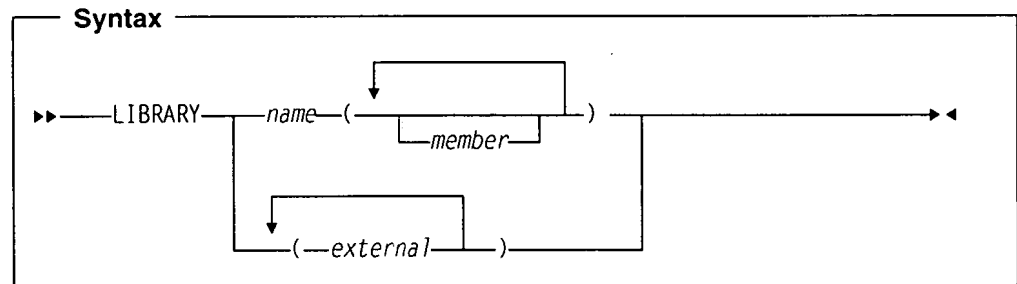 Syntax
LIBRARY name ( )
member
( external )